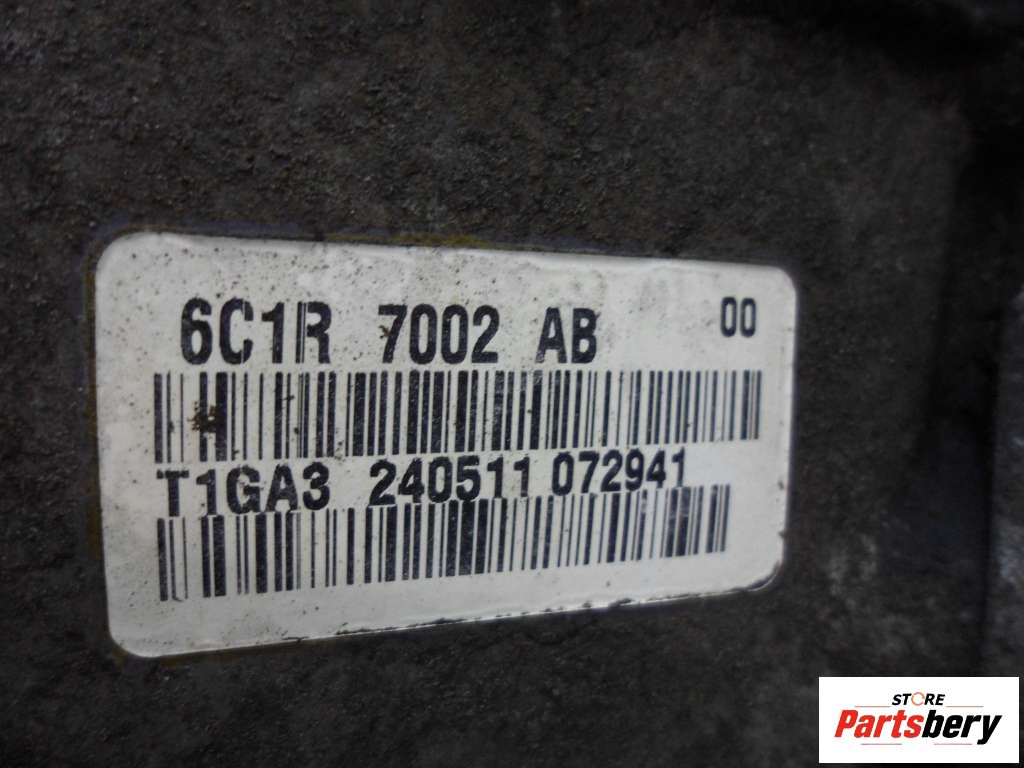 6C1R 7002 AB 00
T1GA3 240511 072941
STORE
Partsbery